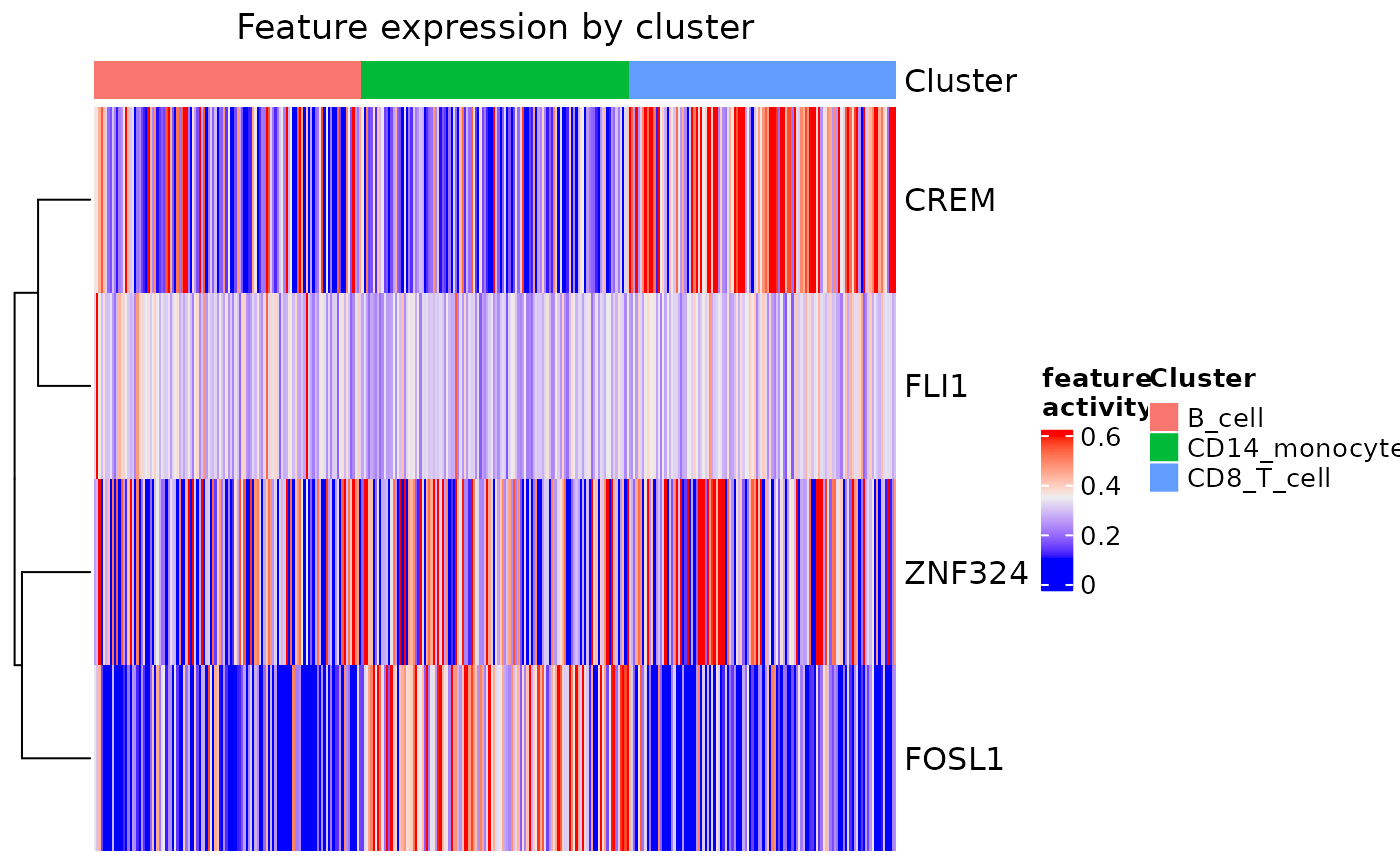 Feature expression by cluster
Cluster
CREM
FLI1
ZNF324
FOSL1
feature
activity
0.6
0.4
0.2
0
Cluster
B_cell
CD14_monocyte
CD8_T_cell